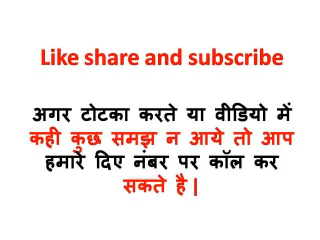 Like share and subscribe
अगर टोटका करते या वीडियो में
कही कुछ समझ न आये तो आप
हमारे दिए नंबर पर कॉल कर
सकते है |